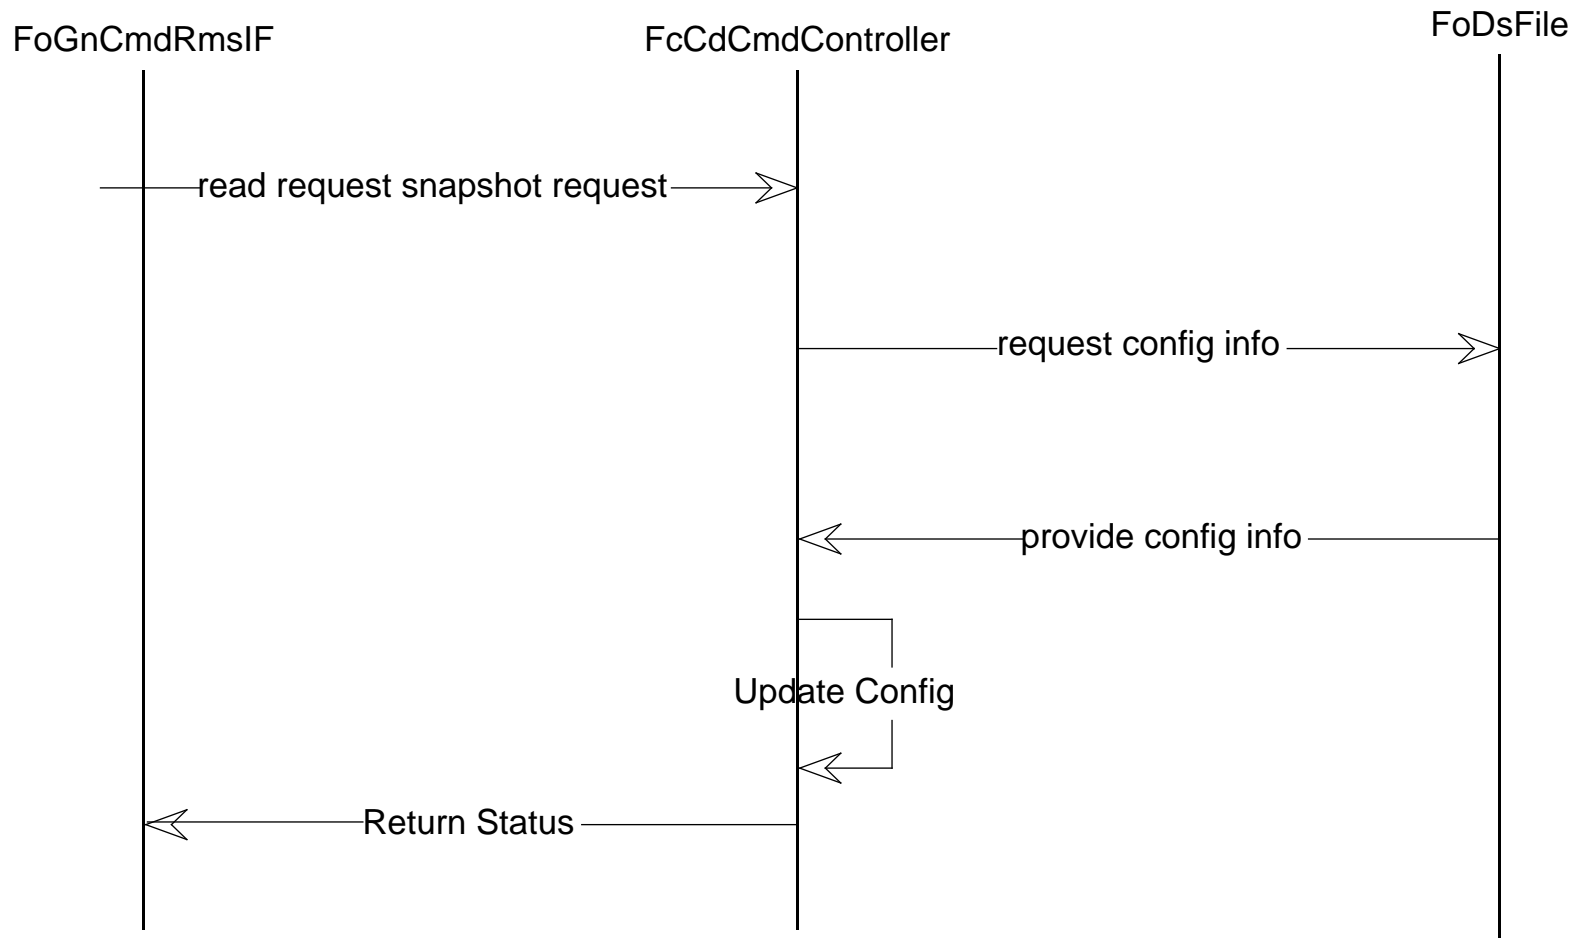 FoGnCmdRmsIF
FcCdCmdController
FoDsFile
read request snapshot request
request config info
provide config info
Update Config
Return Status